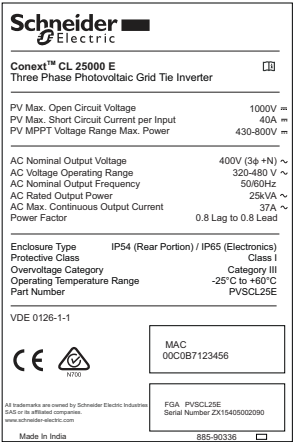 Schneider
Electric
Conext™ CL 25000 E
Three Phase Photovoltaic Grid Tie Inverter
PV Max. Open Circuit Voltage 1000V ⎓
PV Max. Short Circuit Current per Input 40A ⎓
PV MPPT Voltage Range Max. Power 430-800V ⎓
AC Nominal Output Voltage 400V (3ϕ +N) ~
AC Voltage Operating Range 320-480 V ~
AC Nominal Output Frequency 50/60Hz
AC Rated Output Power 25kVA ~
AC Max. Continuous Output Current 37A ~
Power Factor 0.8 Lag to 0.8 Lead
Enclosure Type IP54 (Rear Portion) / IP65 (Electronics)
Protective Class Class I
Overvoltage Category Category III
Operating Temperature Range -25°C to +60°C
Part Number PVSCL25E
VDE 0126-1-1
MAC
00C0B7123456
CE
N700
All trademarks are owned by Schneider Electric Industries
SAS or its affiliated companies.
www.schneider-electric.com
FGA PVSCL25E
Serial Number ZX15405002090
Made In India 885-90336